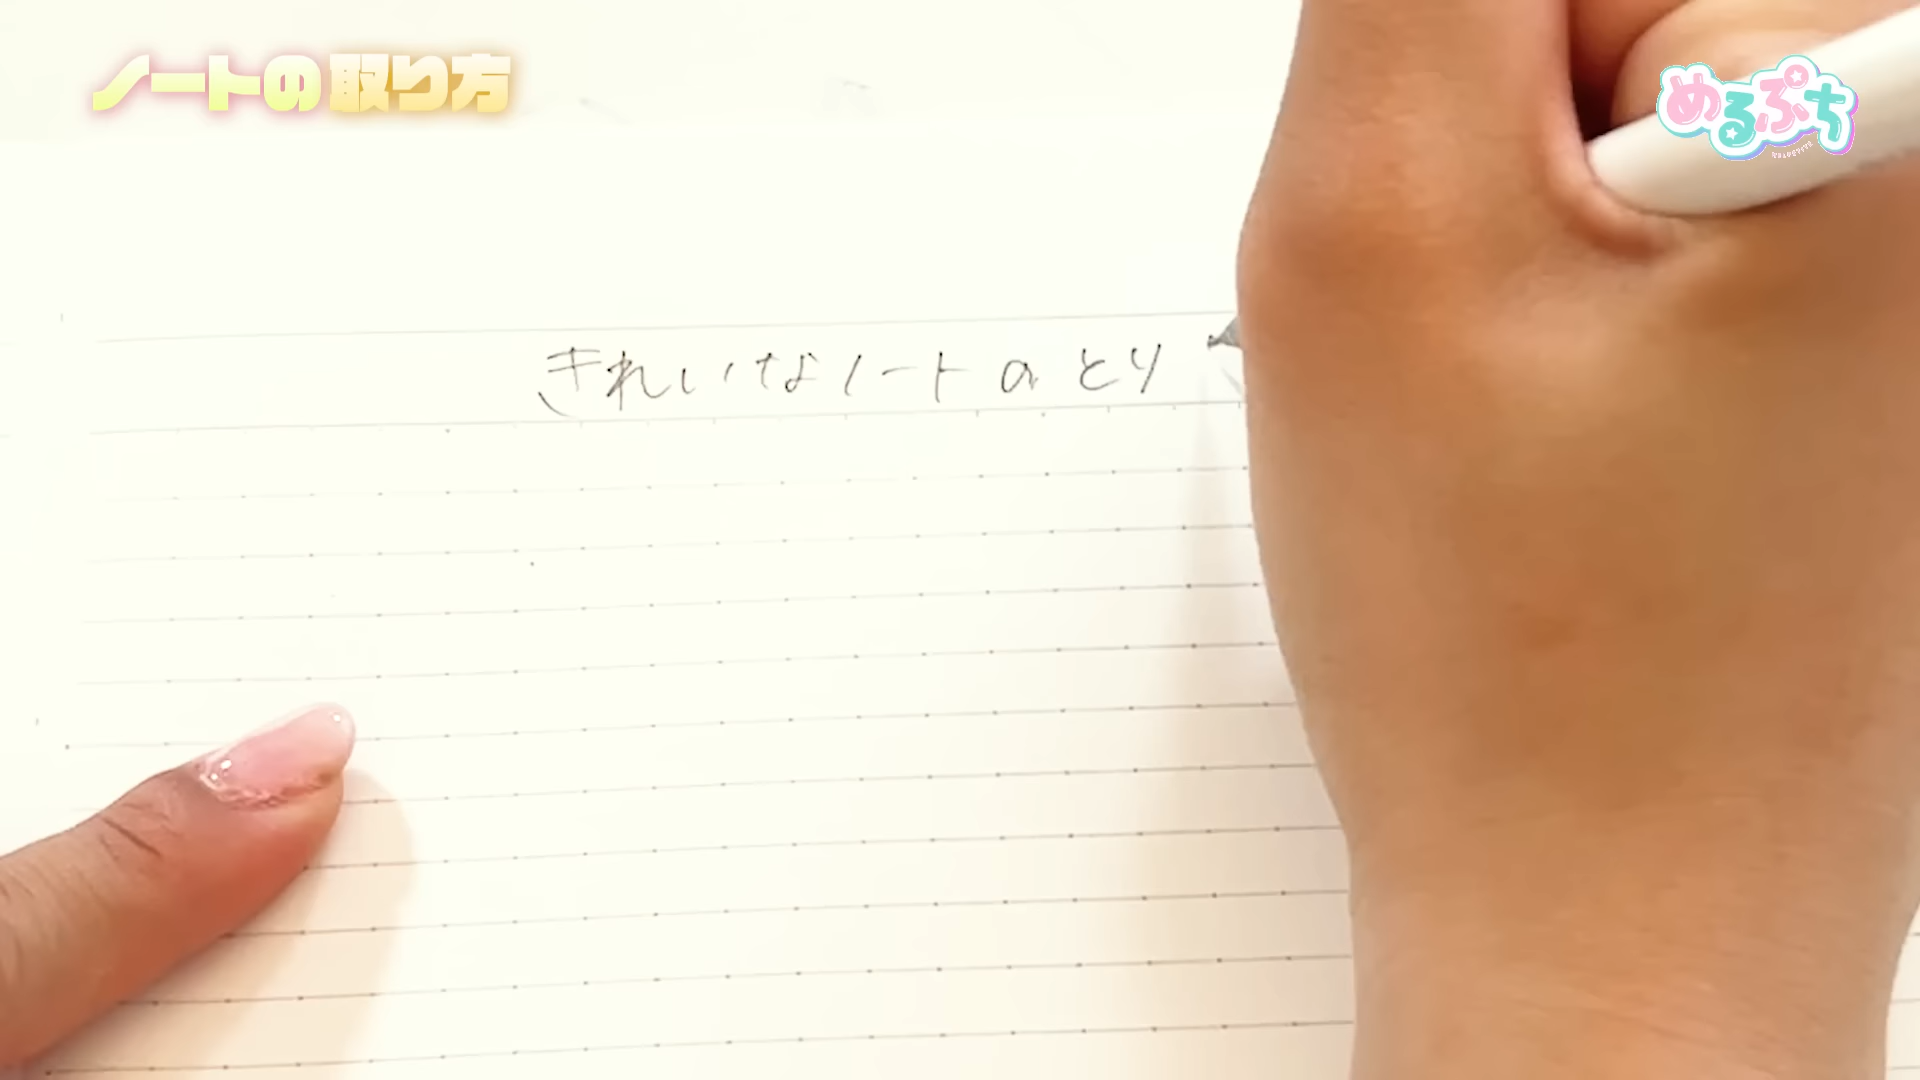 ノートの取り方
めるぷち
きれいなノートのとり